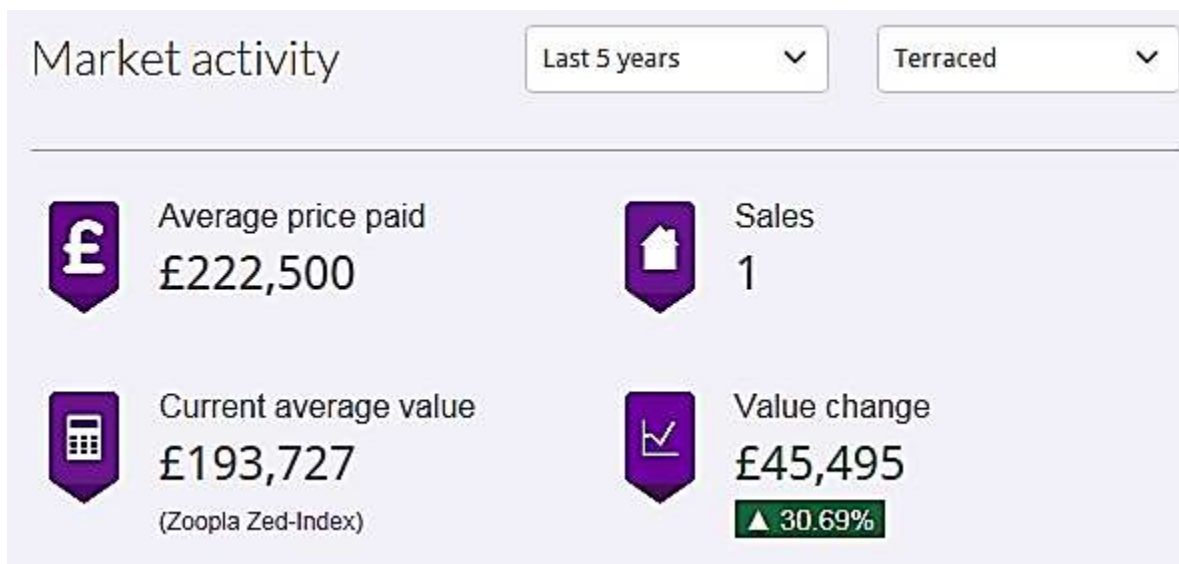 Market activity
Last 5 years
Terraced
£
Average price paid
£222,500
Sales
1
Current average value
£193,727
(Zoopla Zed-Index)
Value change
£45,495
▲ 30.69%